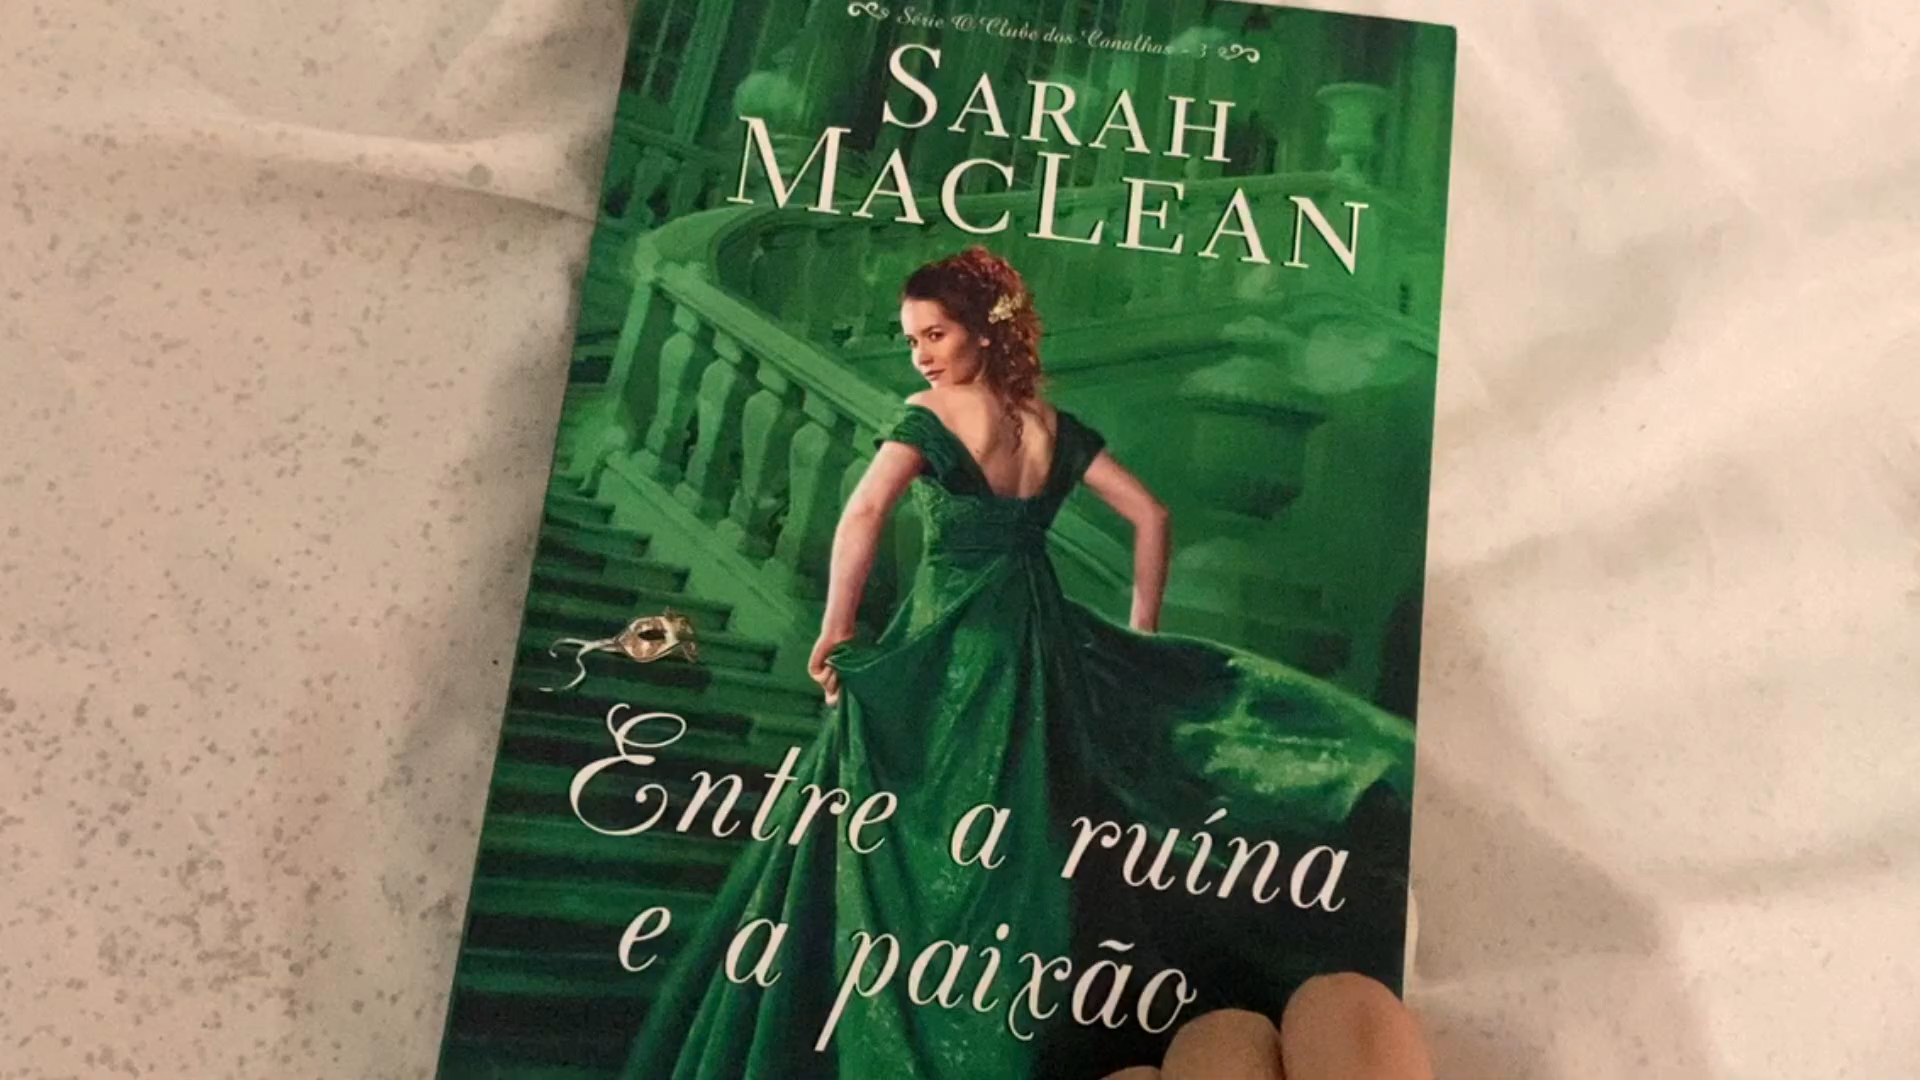 Série O Clube dos Canalhas - 3
SARAH
MACLEAN
Entre a ruína
e a paixão